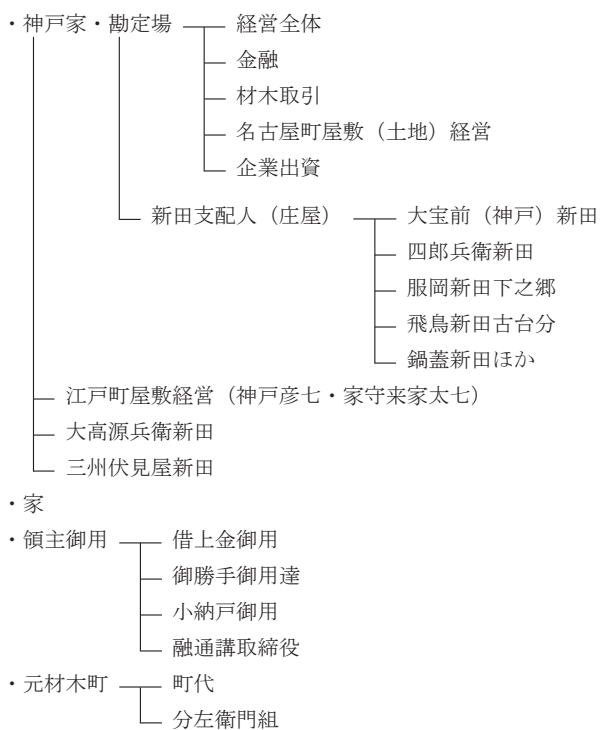 ・神戸家・勘定場 経営全体
金融
材木取引
名古屋町屋敷（土地）経営
企業出資
新田支配人（庄屋） 大宝前（神戸）新田
四郎兵衛新田
服岡新田下之郷
飛鳥新田古台分
鍋蓋新田ほか
江戸町屋敷経営（神戸彦七・家守来家太七）
大高源兵衛新田
三州伏見屋新田
・家
・領主御用 借上金御用
御勝手御用達
小納戸御用
融通講取締役
・元材木町 町代
分左衛門組